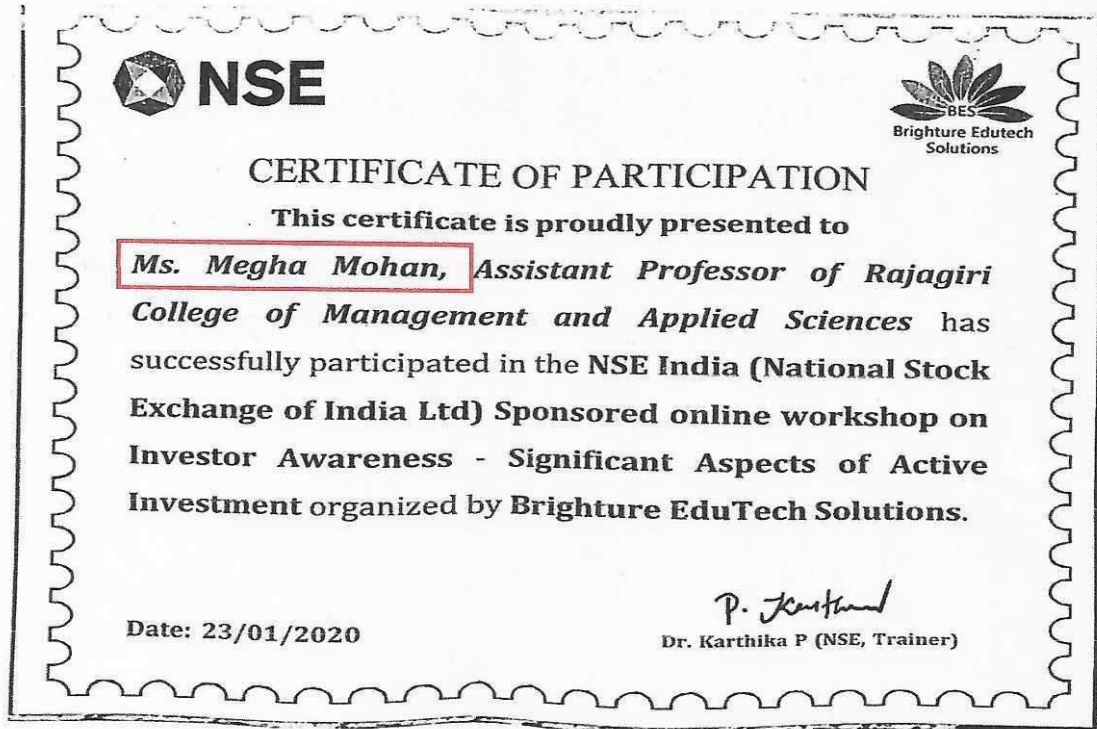 NSE
BES
Brighture Edutech
Solutions
CERTIFICATE OF PARTICIPATION
This certificate is proudly presented to
Ms. Megha Mohan, Assistant Professor of Rajagiri
College of Management and Applied Sciences has
successfully participated in the NSE India (National Stock
Exchange of India Ltd) Sponsored online workshop on
Investor Awareness - Significant Aspects of Active
Investment organized by Brighture EduTech Solutions.
P. Karthika
Date: 23/01/2020
Dr. Karthika P (NSE, Trainer)